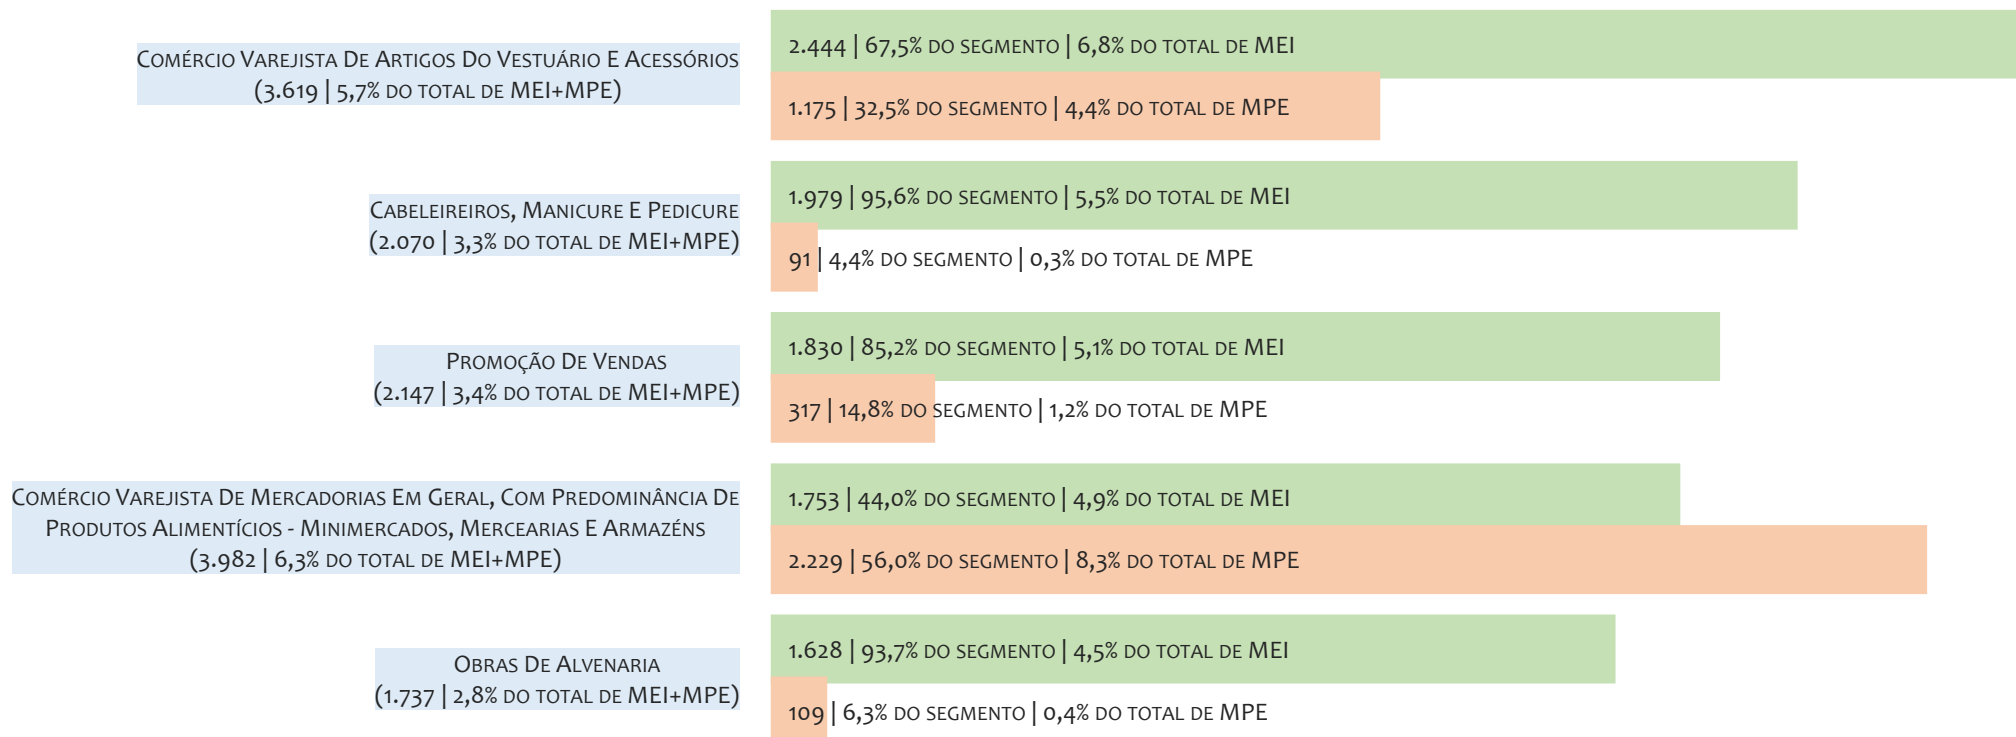 Comércio Varejista De Artigos Do Vestuário E Acessórios
(3.619 | 5,7% do total de MEI+MPE)
2.444 | 67,5% do segmento | 6,8% do total de MEI
1.175 | 32,5% do segmento | 4,4% do total de MPE
Cabeleireiros, Manicure E Pedicure
(2.070 | 3,3% do total de MEI+MPE)
1.979 | 95,6% do segmento | 5,5% do total de MEI
91 | 4,4% do segmento | 0,3% do total de MPE
Promoção De Vendas
(2.147 | 3,4% do total de MEI+MPE)
1.830 | 85,2% do segmento | 5,1% do total de MEI
317 | 14,8% do segmento | 1,2% do total de MPE
Comércio Varejista De Mercadorias Em Geral, Com Predominância De
Produtos Alimentícios - Minimercados, Mercearias E Armazéns
(3.982 | 6,3% do total de MEI+MPE)
1.753 | 44,0% do segmento | 4,9% do total de MEI
2.229 | 56,0% do segmento | 8,3% do total de MPE
Obras De Alvenaria
(1.737 | 2,8% do total de MEI+MPE)
1.628 | 93,7% do segmento | 4,5% do total de MEI
109 | 6,3% do segmento | 0,4% do total de MPE